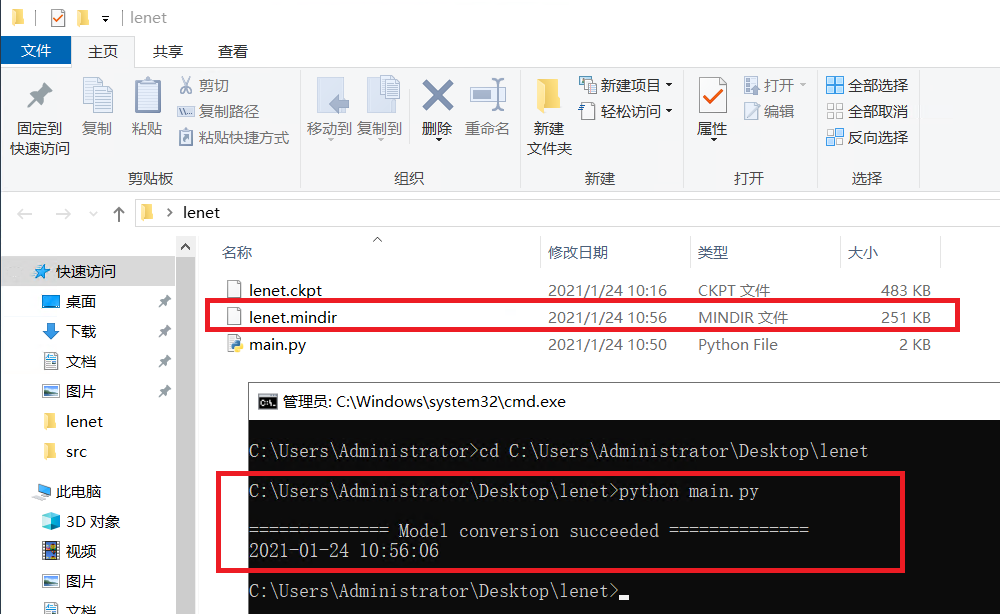 lenet
文件 主页 共享 查看
固定到
快速访问
复制
粘贴
剪切
复制路径
粘贴快捷方式
剪贴板
移动到
复制到
删除
重命名
组织
新建
文件夹
新建项目
轻松访问
新建
属性
打开
编辑
打开
全部选择
全部取消
反向选择
选择
lenet
名称 修改日期 类型 大小
lenet.ckpt 2021/1/24 10:16 CKPT 文件 483 KB
lenet.mindir 2021/1/24 10:56 MINDIR 文件 251 KB
main.py 2021/1/24 10:50 Python File 2 KB
快速访问
桌面
下载
文档
图片
lenet
src
此电脑
3D 对象
视频
图片
文档
管理员: C:\Windows\system32\cmd.exe
C:\Users\Administrator>cd C:\Users\Administrator\Desktop\lenet
C:\Users\Administrator\Desktop\lenet>python main.py
============== Model conversion succeeded ==============
2021-01-24 10:56:06
C:\Users\Administrator\Desktop\lenet>